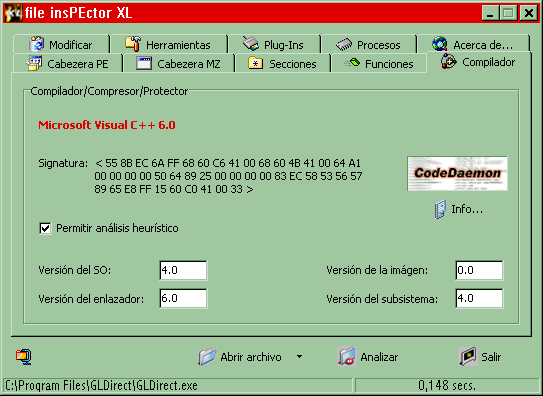 file insPEctor XL
Modificar Herramientas Plug-Ins Procesos Acerca de...
Cabezera PE Cabezera MZ Secciones Funciones Compilador
Compilador/Compresor/Protector
Microsoft Visual C++ 6.0
Signatura: < 55 8B EC 6A FF 68 60 C6 41 00 68 60 4B 41 00 64 A1
00 00 00 00 50 64 89 25 00 00 00 00 83 EC 58 53 56 57
89 65 E8 FF 15 60 C0 41 00 33 >
CodeDaemon
Info...
Permitir análisis heurístico
Versión del SO: 4.0 Versión de la imágen: 0.0
Versión del enlazador: 6.0 Versión del subsistema: 4.0
Abrir archivo Analizar Salir
C:\Program Files\GLDirect\GLDirect.exe 0,148 secs.